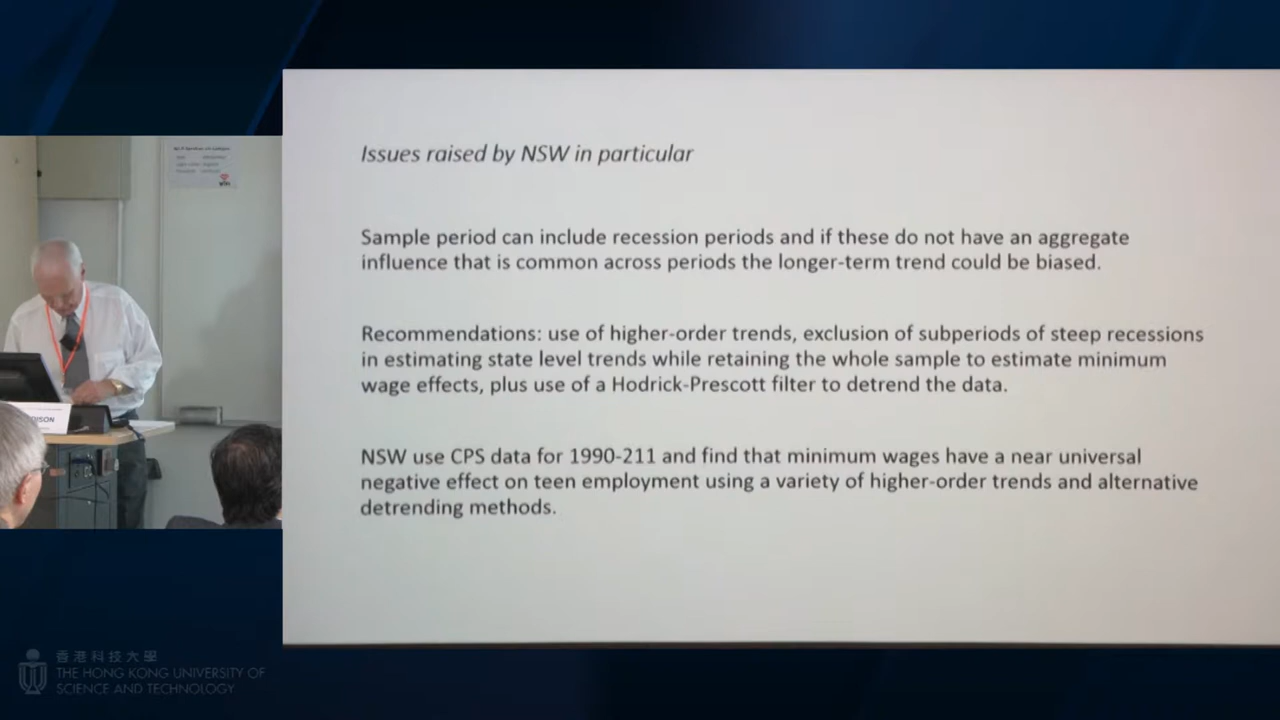 Issues raised by NSW in particular
Sample period can include recession periods and if these do not have an aggregate
influence that is common across periods the longer-term trend could be biased.
Recommendations: use of higher-order trends, exclusion of subperiods of steep recessions
in estimating state level trends while retaining the whole sample to estimate minimum
wage effects, plus use of a Hodrick-Prescott filter to detrend the data.
NSW use CPS data for 1990-211 and find that minimum wages have a near universal
negative effect on teen employment using a variety of higher-order trends and alternative
detrending methods.
香港科技大學
THE HONG KONG UNIVERSITY OF
SCIENCE AND TECHNOLOGY